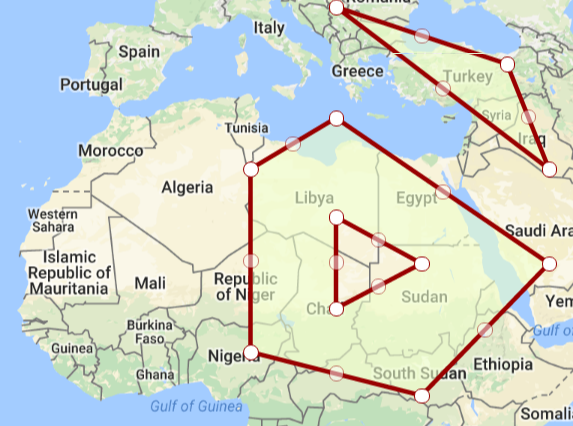 Romania
Italy
Spain
Portugal
Greece
Turkey
Syria
Iraq
Tunisia
Morocco
Algeria
Libya
Egypt
Western
Sahara
Saudi Ara
Islamic
Republic of
Mauritania
Mali
Republic
of Niger
Cha
Sudan
Yem
Burkina
Faso
Guinea
Nigeria
Ghana
South Sudan
Ethiopia
Gulf of
Gulf of Guinea
Somali